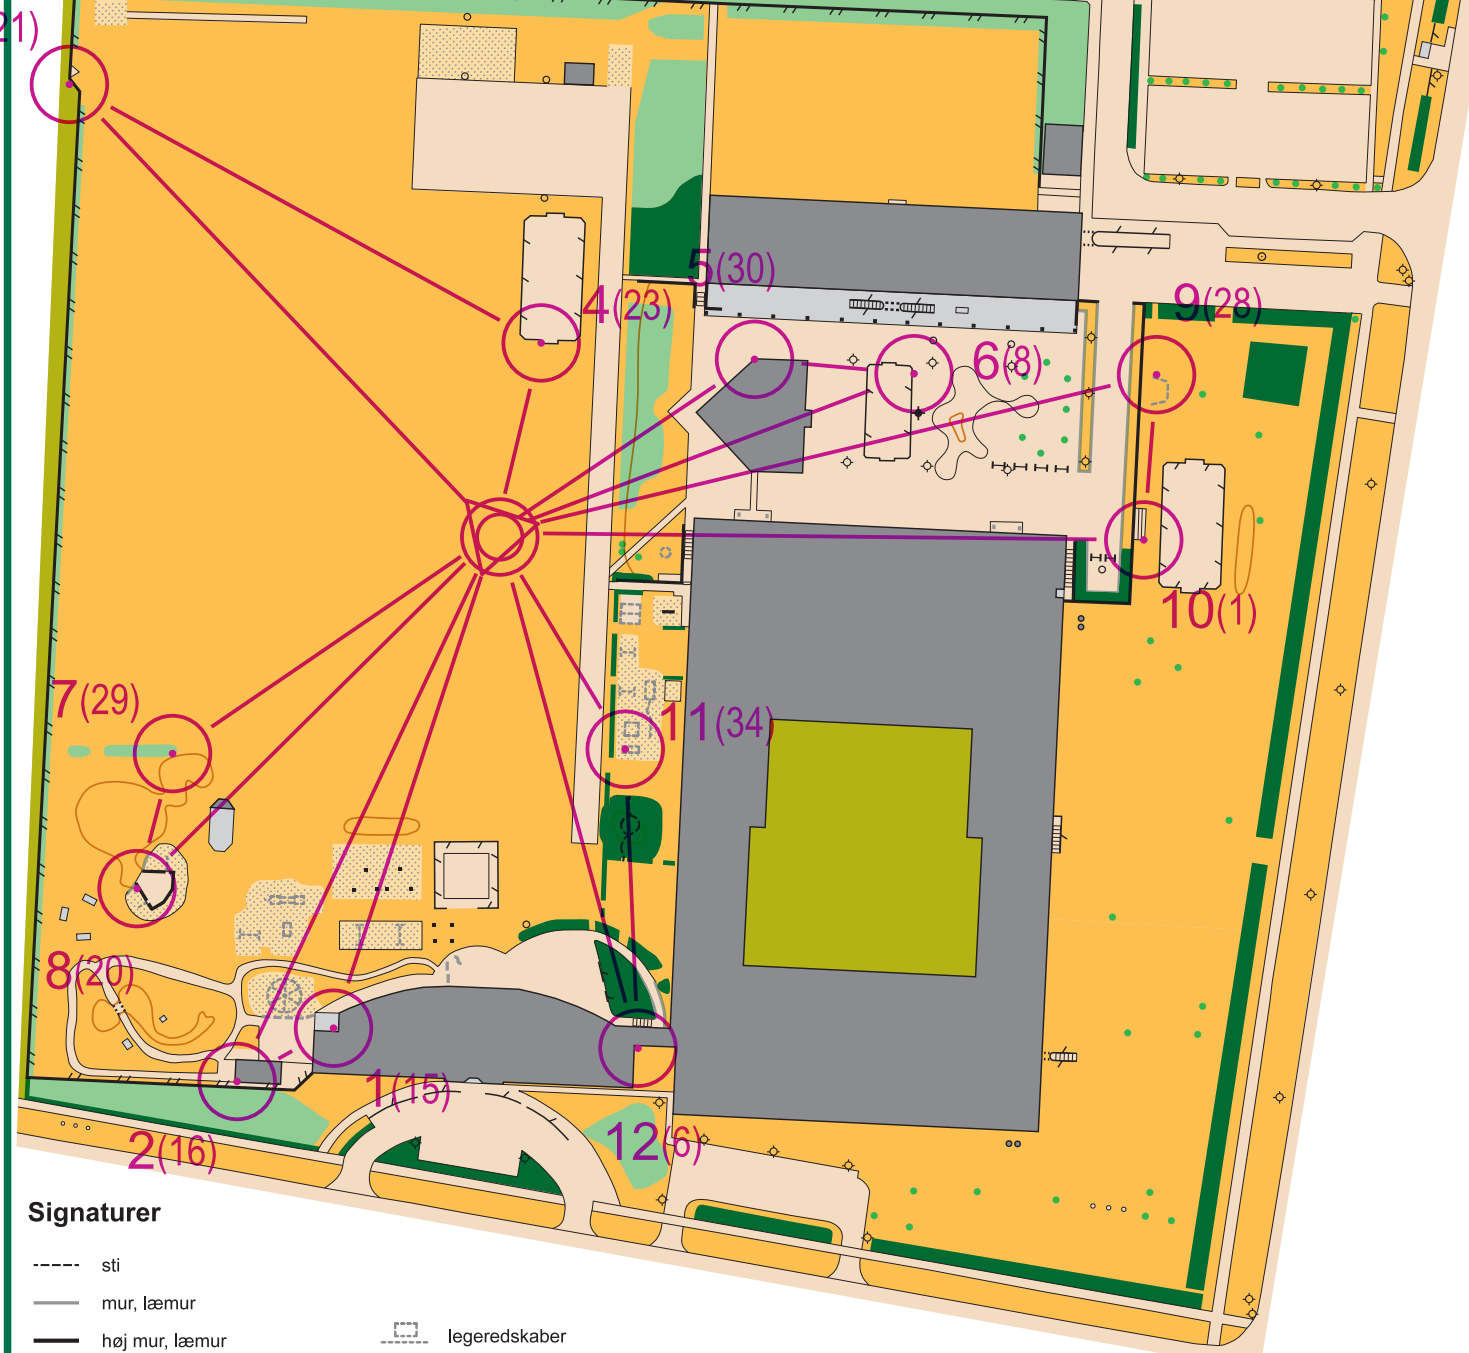 21)
5(30)
4(23)
9(28)
6(8)
10(1)
7(29)
11(34)
8(20)
1(15)
2(16)
12(6)
Signaturer
sti
mur, læmur
høj mur, læmur
legeredskaber